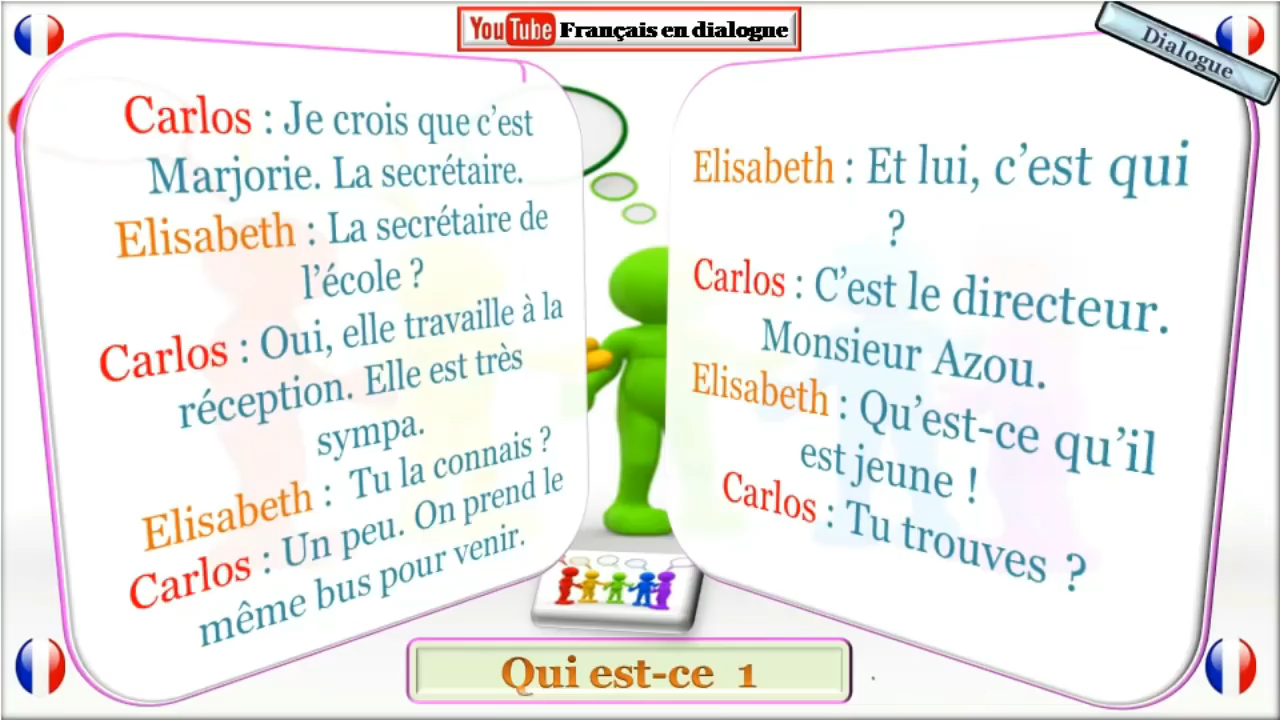 YouTube Français en dialogue
Dialogue
Carlos : Je crois que c’est
Marjorie. La secrétaire.
Elisabeth : La secrétaire de
l’école ?
Carlos : Oui, elle travaille à la
réception. Elle est très
sympa.
Elisabeth : Tu la connais ?
Carlos : Un peu. On prend le
même bus pour venir.
Elisabeth : Et lui, c’est qui
?
Carlos : C’est le directeur.
Monsieur Azou.
Elisabeth : Qu’est-ce qu’il
est jeune !
Carlos : Tu trouves ?
Qui est-ce 1